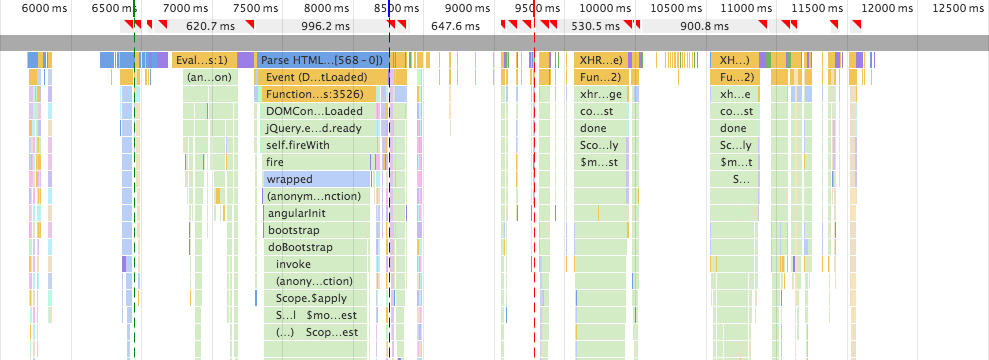 6000 ms 6500 ms 7000 ms 7500 ms 8000 ms 8500 ms 9000 ms 9500 ms 10000 ms 10500 ms 11000 ms 11500 ms 12000 ms 12500 ms
620.7 ms 996.2 ms 647.6 ms 530.5 ms 900.8 ms
Eval...s:1) Parse HTML...[568 – 0]) XHR...e) XH...)
(an...on) Event (D...tLoaded) Fun...2) Fu...2)
Function...s:3526) xhr...ge xh...e
DOMCon...Loaded co...st co...st
jQuery.e...d.ready done done
self.fireWith Sco...ly Sc...ly
fire $m...st $m...t
wrapped S...
(anonym...nction)
angularInit
bootstrap
doBootstrap
invoke
(anony...ction)
Scope.$apply
S...l $mo...est
(...) Scop...est